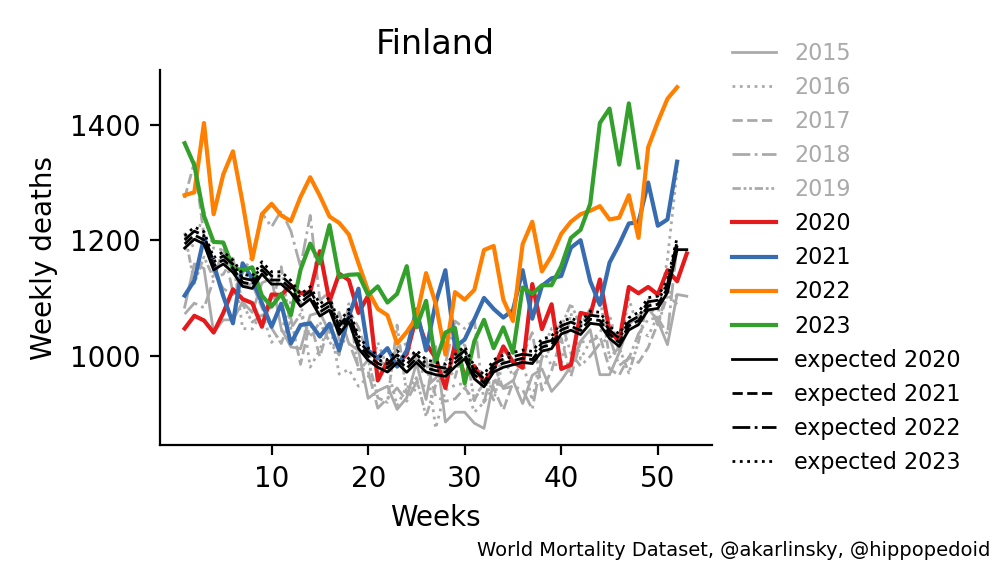 Finland
Weekly deaths
1400
1200
1000
10 20 30 40 50
Weeks
2015
2016
2017
2018
2019
2020
2021
2022
2023
expected 2020
expected 2021
expected 2022
expected 2023
World Mortality Dataset, @akarlinsky, @hippopedoid